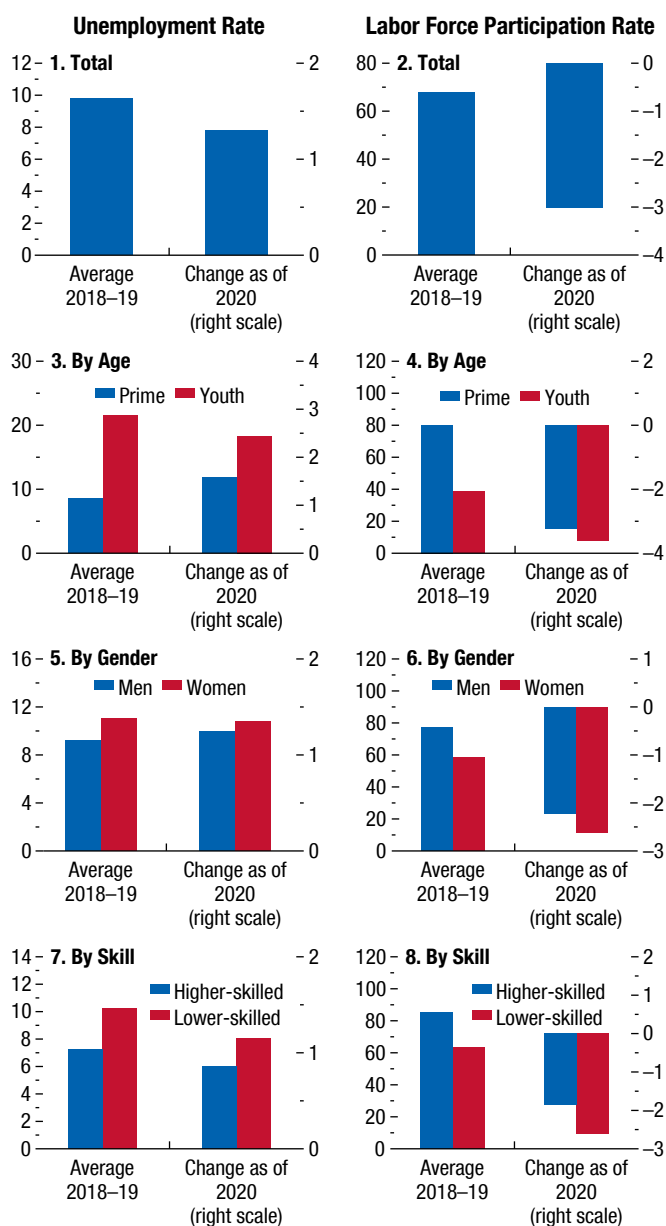 Unemployment Rate
Labor Force Participation Rate
1. Total
12
10
8
6
4
2
0
2
1
0
Average
2018–19
Change as of
2020
(right scale)
2. Total
80
60
40
20
0
0
–1
–2
–3
–4
Average
2018–19
Change as of
2020
(right scale)
3. By Age
Prime Youth
30
20
10
0
4
3
2
1
0
Average
2018–19
Change as of
2020
(right scale)
4. By Age
Prime Youth
120
100
80
60
40
20
0
2
1
0
–1
–2
–3
–4
Average
2018–19
Change as of
2020
(right scale)
5. By Gender
Men Women
16
12
8
4
0
2
1
0
Average
2018–19
Change as of
2020
(right scale)
6. By Gender
Men Women
120
100
80
60
40
20
0
1
0
–1
–2
–3
Average
2018–19
Change as of
2020
(right scale)
7. By Skill
Higher-skilled
Lower-skilled
14
12
10
8
6
4
2
0
2
1
0
Average
2018–19
Change as of
2020
(right scale)
8. By Skill
Higher-skilled
Lower-skilled
120
100
80
60
40
20
0
2
1
0
–1
–2
–3
Average
2018–19
Change as of
2020
(right scale)